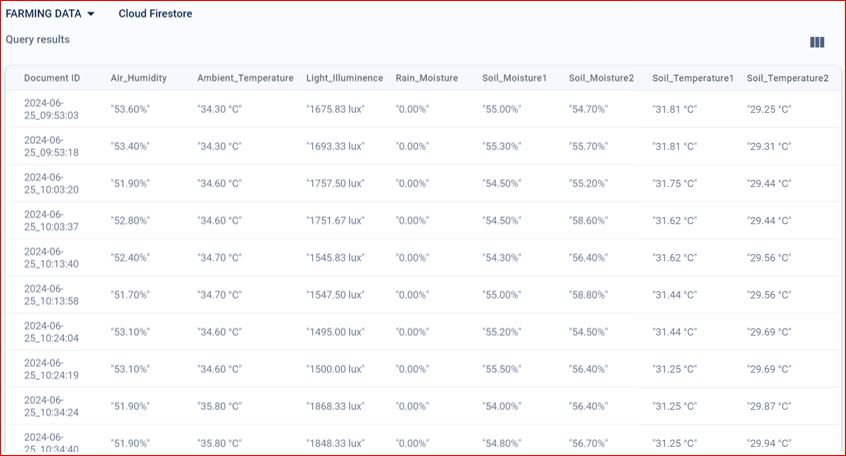 FARMING DATA Cloud Firestore
Query results
Document ID Air_Humidity Ambient_Temperature Light_Illuminence Rain_Moisture Soil_Moisture1 Soil_Moisture2 Soil_Temperature1 Soil_Temperature2
2024-06-
25_09:53:03 "53.60%" "34.30 °C" "1675.83 lux" "0.00%" "55.00%" "54.70%" "31.81 °C" "29.25 °C"
2024-06-
25_09:53:18 "53.40%" "34.30 °C" "1693.33 lux" "0.00%" "55.30%" "55.70%" "31.81 °C" "29.31 °C"
2024-06-
25_10:03:20 "51.90%" "34.60 °C" "1757.50 lux" "0.00%" "54.50%" "55.20%" "31.75 °C" "29.44 °C"
2024-06-
25_10:03:37 "52.80%" "34.60 °C" "1751.67 lux" "0.00%" "54.50%" "58.60%" "31.62 °C" "29.44 °C"
2024-06-
25_10:13:40 "52.40%" "34.70 °C" "1545.83 lux" "0.00%" "54.30%" "56.40%" "31.62 °C" "29.56 °C"
2024-06-
25_10:13:58 "51.70%" "34.70 °C" "1547.50 lux" "0.00%" "55.00%" "58.80%" "31.44 °C" "29.56 °C"
2024-06-
25_10:24:04 "53.10%" "34.60 °C" "1495.00 lux" "0.00%" "55.20%" "54.50%" "31.44 °C" "29.69 °C"
2024-06-
25_10:24:19 "53.10%" "34.60 °C" "1500.00 lux" "0.00%" "55.50%" "56.40%" "31.25 °C" "29.69 °C"
2024-06-
25_10:34:24 "51.90%" "35.80 °C" "1868.33 lux" "0.00%" "54.00%" "56.40%" "31.25 °C" "29.87 °C"
2024-06-
25_10:34:40 "51.90%" "35.80 °C" "1848.33 lux" "0.00%" "54.80%" "56.70%" "31.25 °C" "29.94 °C"